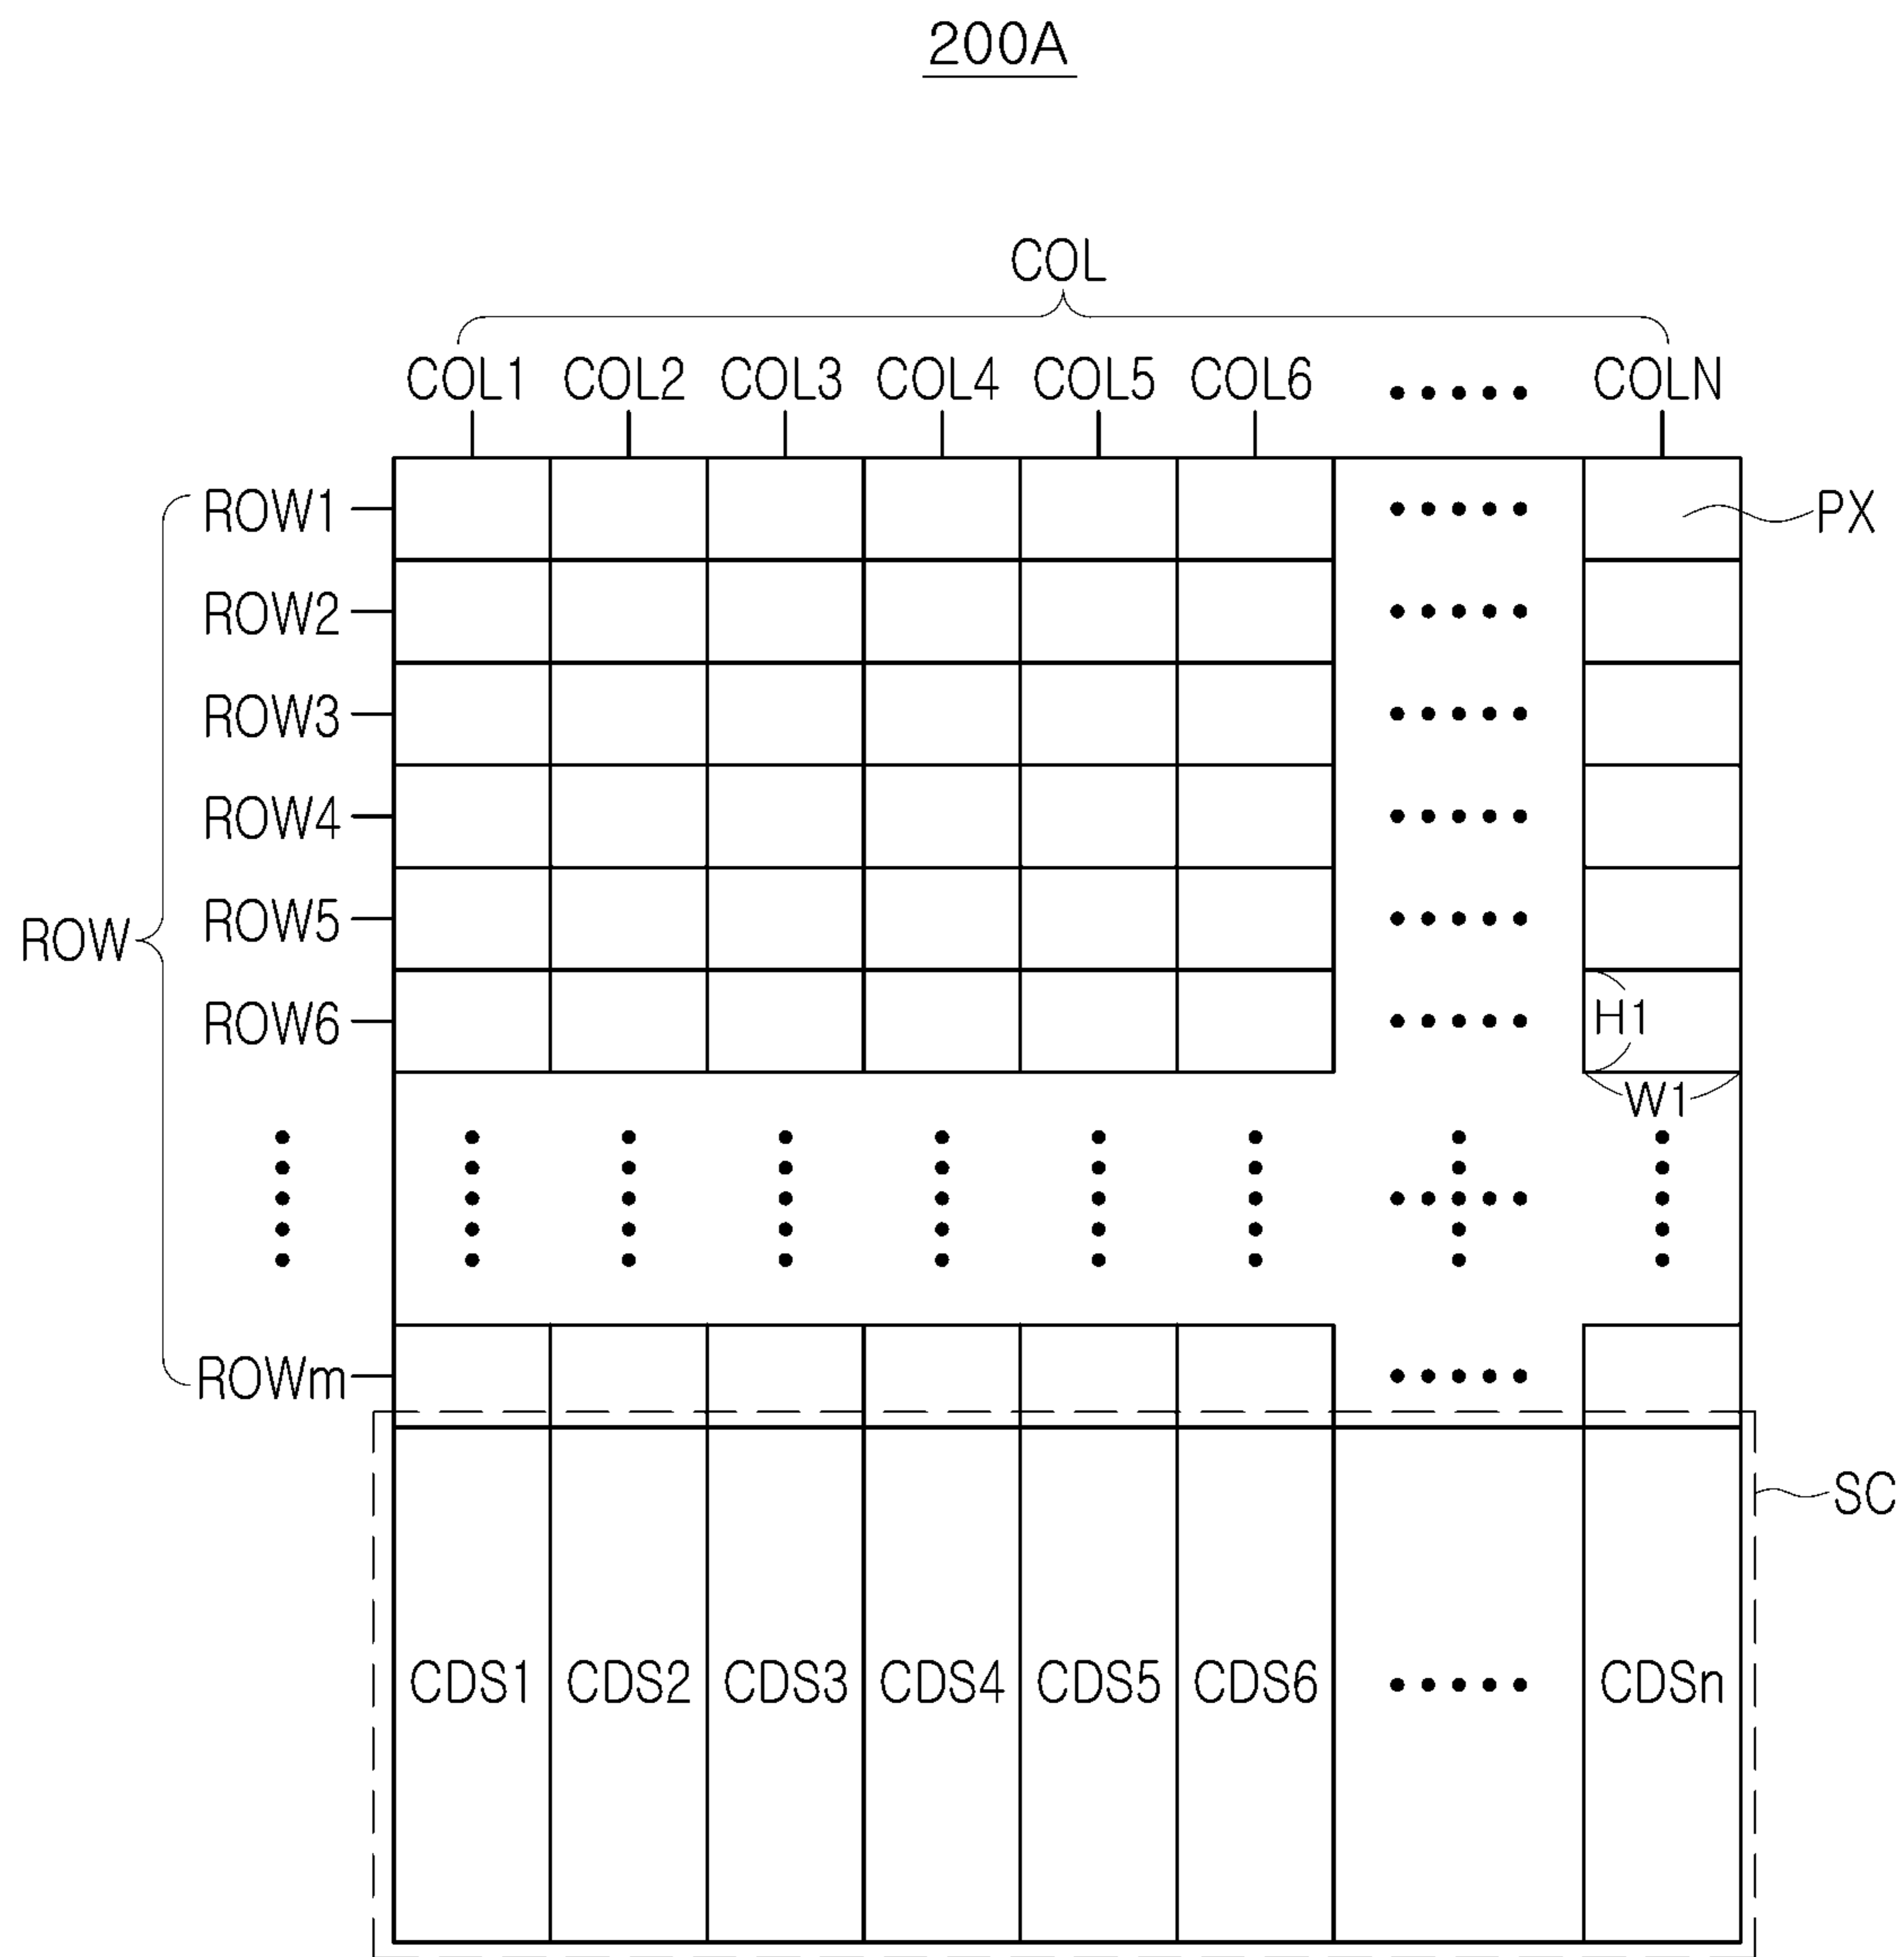 200A
COL
COL1 COL2 COL3 COL4 COL5 COL6 ••••• COLN
ROW1 ••••• PX
ROW2 •••••
ROW3 •••••
ROW4 •••••
ROW5 •••••
ROW
ROW6 ••••• H1
W1
ROWm •••••
SC
CDS1 CDS2 CDS3 CDS4 CDS5 CDS6 ••••• CDSn